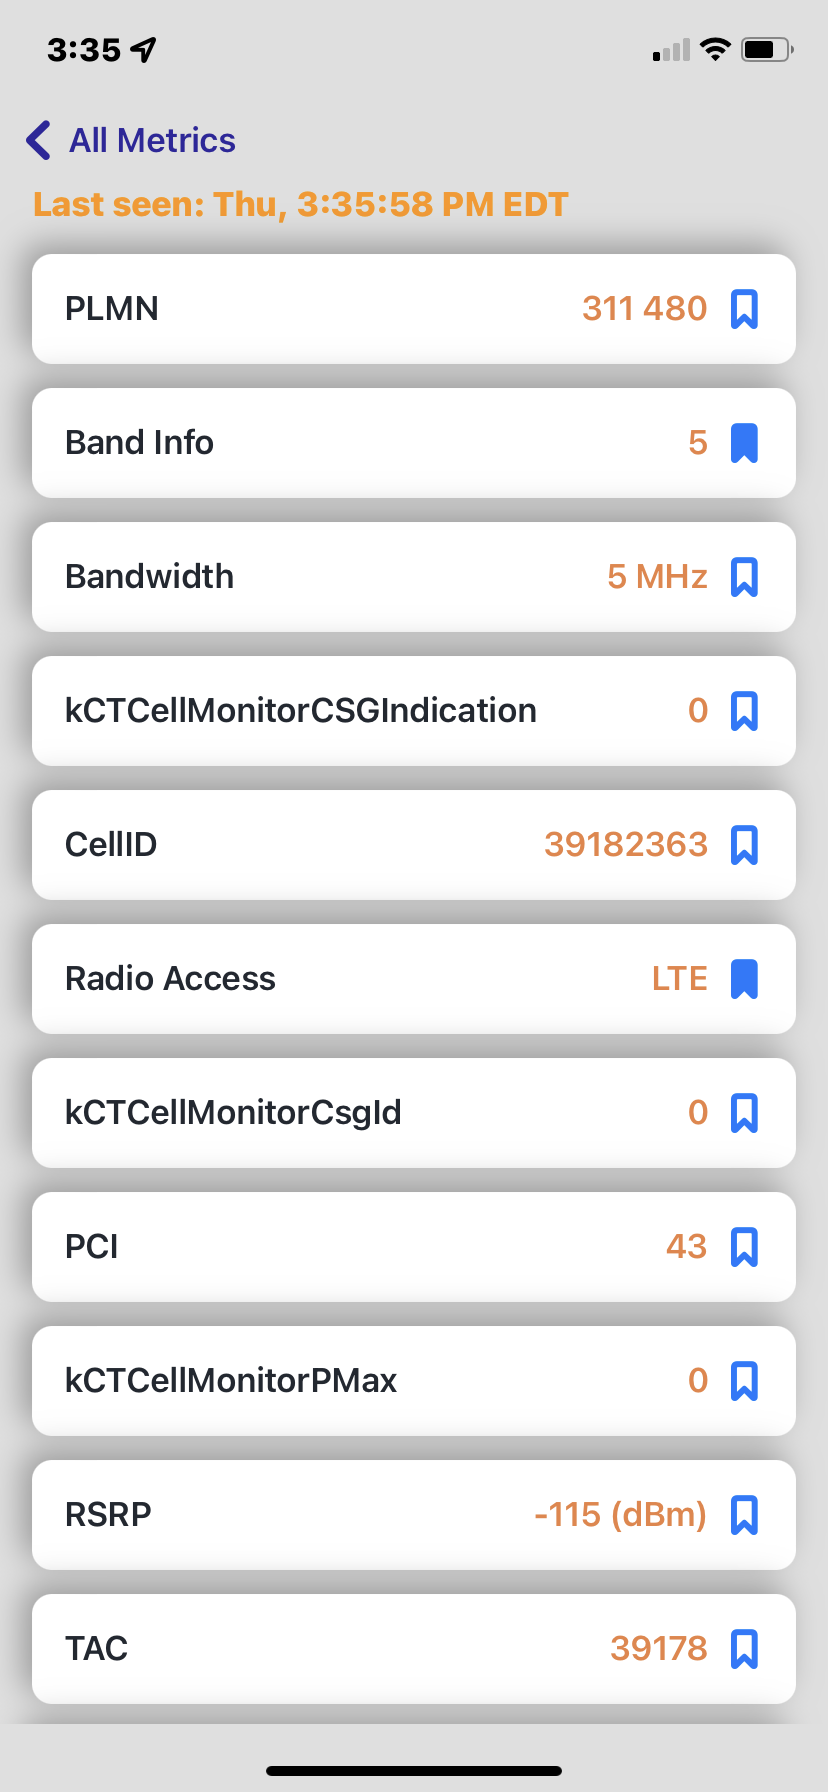 3:35
All Metrics
Last seen: Thu, 3:35:58 PM EDT
PLMN 311 480
Band Info 5
Bandwidth 5 MHz
kCTCellMonitorCSGIndication 0
CellID 39182363
Radio Access LTE
kCTCellMonitorCsgId 0
PCI 43
kCTCellMonitorPMax 0
RSRP -115 (dBm)
TAC 39178